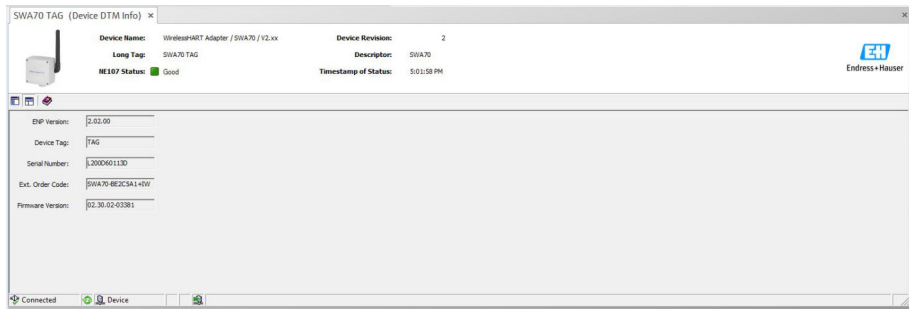 SWA70 TAG (Device DTM Info) ×
×
Device Name: WirelessHART Adapter / SWA70 / V2.xx Device Revision: 2
Long Tag: SWA70 TAG Descriptor: SWA70
NE107 Status: Good Timestamp of Status: 5:01:58 PM
EH
Endress+Hauser
ENP Version: 2.02.00
Device Tag: TAG
Serial Number: L200D60113D
Ext. Order Code: SWA70-BE2C5A1+IW
Firmware Version: 02.30.02-03381
Connected Device